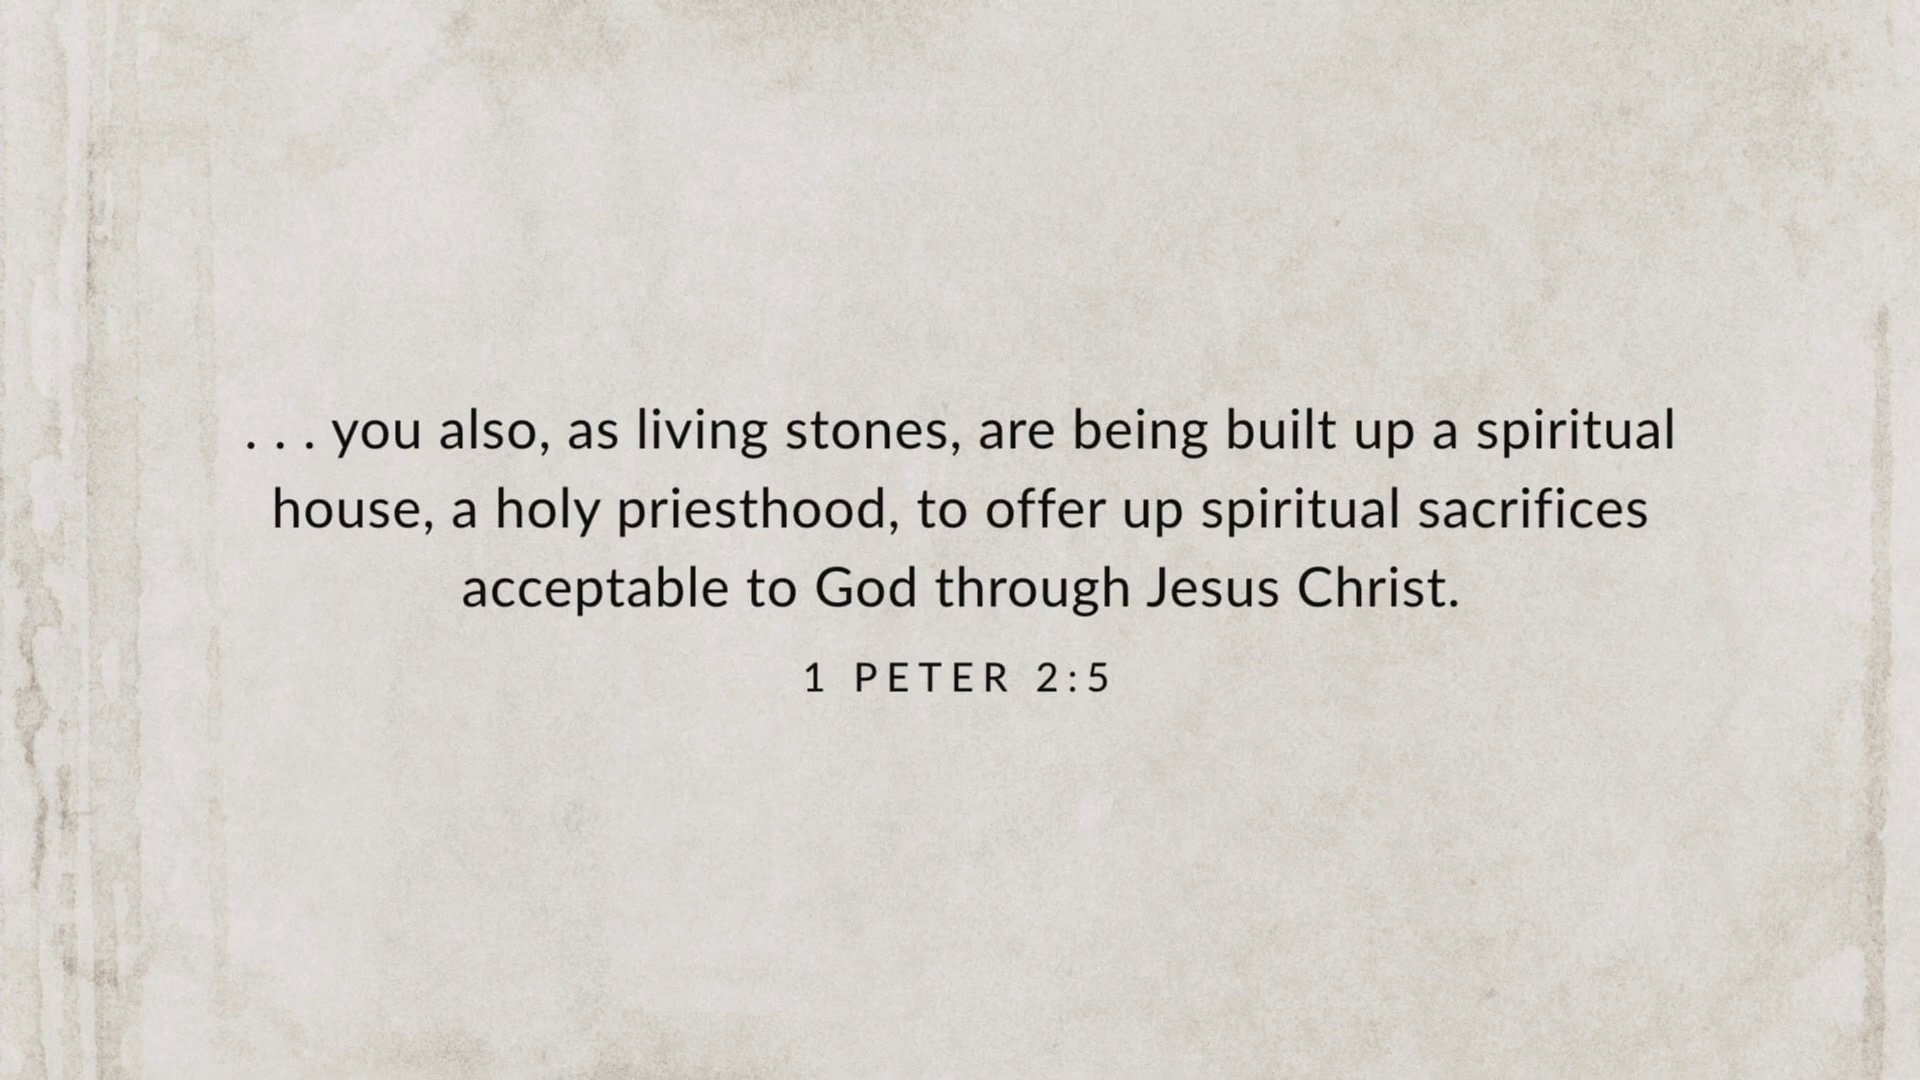 . . . you also, as living stones, are being built up a spiritual
house, a holy priesthood, to offer up spiritual sacrifices
acceptable to God through Jesus Christ.
1 PETER 2:5